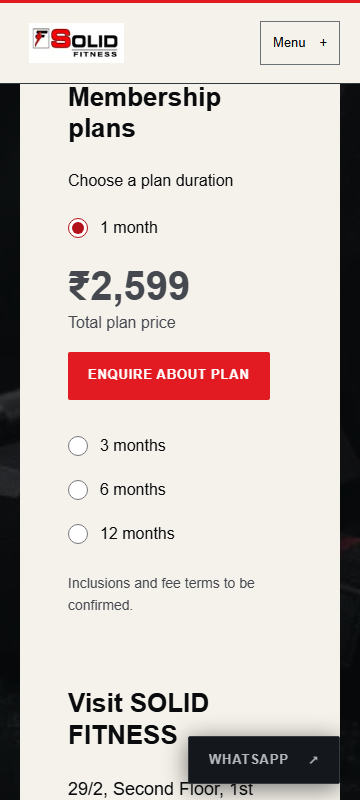 SOLID
FITNESS
Menu +
Membership
plans
Choose a plan duration
1 month
₹2,599
Total plan price
ENQUIRE ABOUT PLAN
3 months
6 months
12 months
Inclusions and fee terms to be
confirmed.
Visit SOLID
FITNESS
WHATSAPP ↗
29/2, Second Floor, 1st